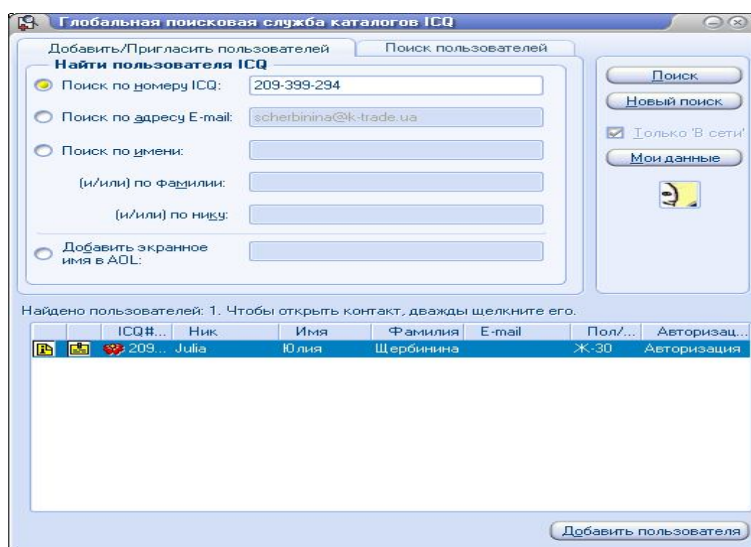 Глобальная поисковая служба каталогов ICQ
Добавить/Пригласить пользователей
Поиск пользователей
Найти пользователя ICQ
Поиск по номеру ICQ: 209-399-294
Поиск по адресу E-mail: scherbinina@k-trade.ua
Поиск по имени:
(и/или) по фамилии:
(и/или) по нику:
Добавить экранное
имя в AOL:
Поиск
Новый поиск
Только 'В сети'
Мои данные
Найдено пользователей: 1. Чтобы открыть контакт, дважды щелкните его.
ICQ#... Ник Имя Фамилия E-mail Пол/... Авторизац...
209... Julia Юлия Щербинина Ж-30 Авторизация
Добавить пользователя